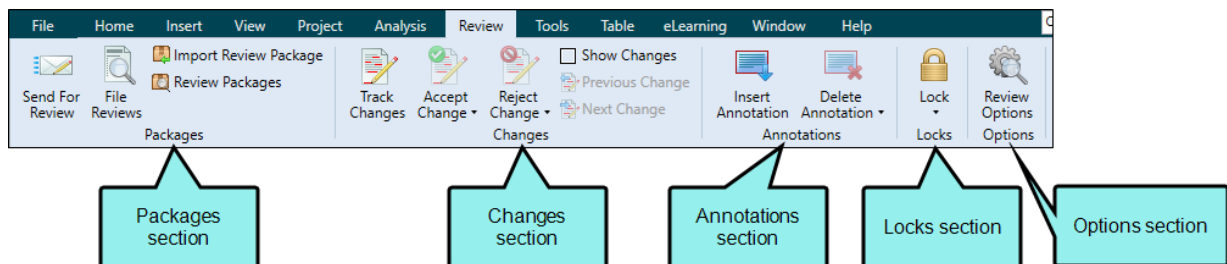 File Home Insert View Project Analysis Review Tools Table eLearning Window Help
Send For
Review
File
Reviews
Import Review Package
Review Packages
Packages
Track
Changes
Accept
Change
Reject
Change
Show Changes
Previous Change
Next Change
Changes
Insert
Annotation
Delete
Annotation
Annotations
Lock
Locks
Review
Options
Options
Packages
section
Changes
section
Annotations
section
Locks section
Options section